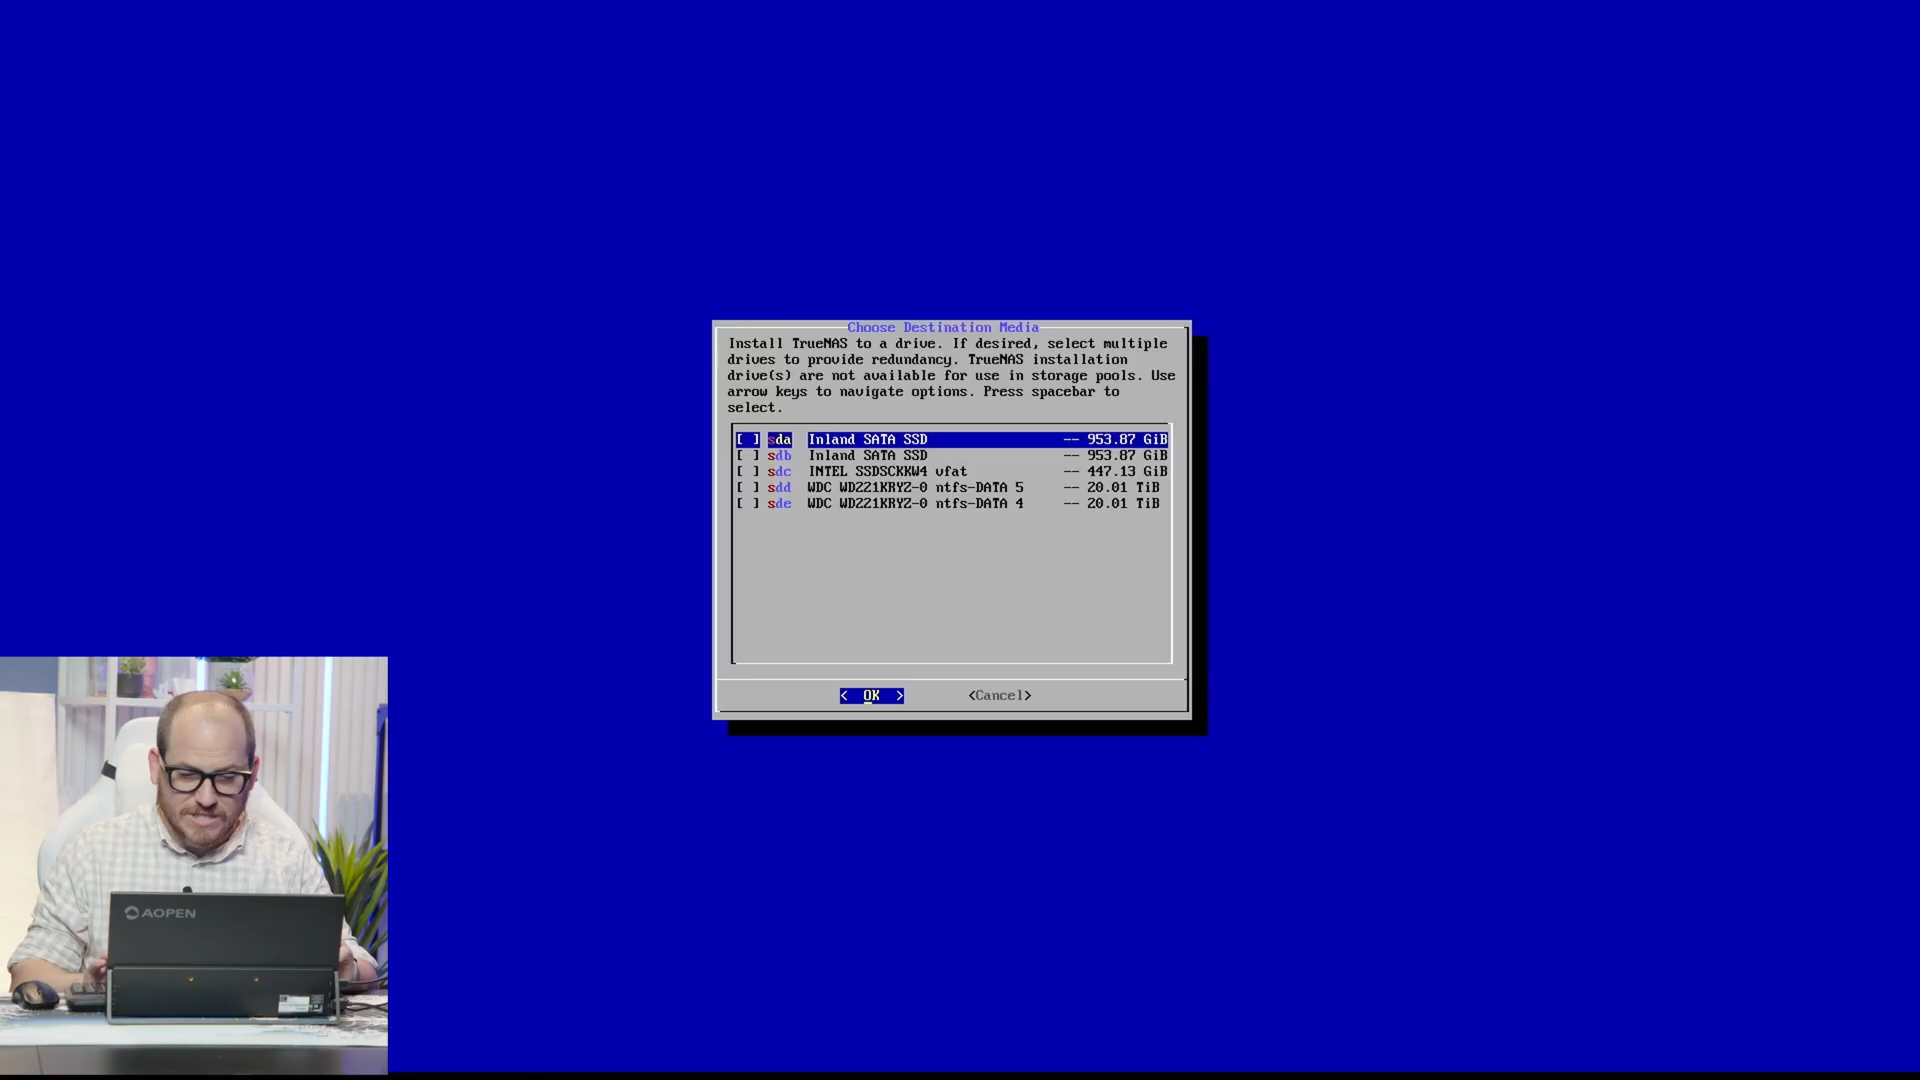 Choose Destination Media
Install TrueNAS to a drive. If desired, select multiple
drives to provide redundancy. TrueNAS installation
drive(s) are not available for use in storage pools. Use
arrow keys to navigate options. Press spacebar to
select.
[ ] sda Inland SATA SSD -- 953.87 GiB
[ ] sdb Inland SATA SSD -- 953.87 GiB
[ ] sdc INTEL SSDSCKKW4 vfat -- 447.13 GiB
[ ] sdd WDC WD221KRYZ-0 ntfs-DATA 5 -- 20.01 TiB
[ ] sde WDC WD221KRYZ-0 ntfs-DATA 4 -- 20.01 TiB
< OK > <Cancel>
AOPEN